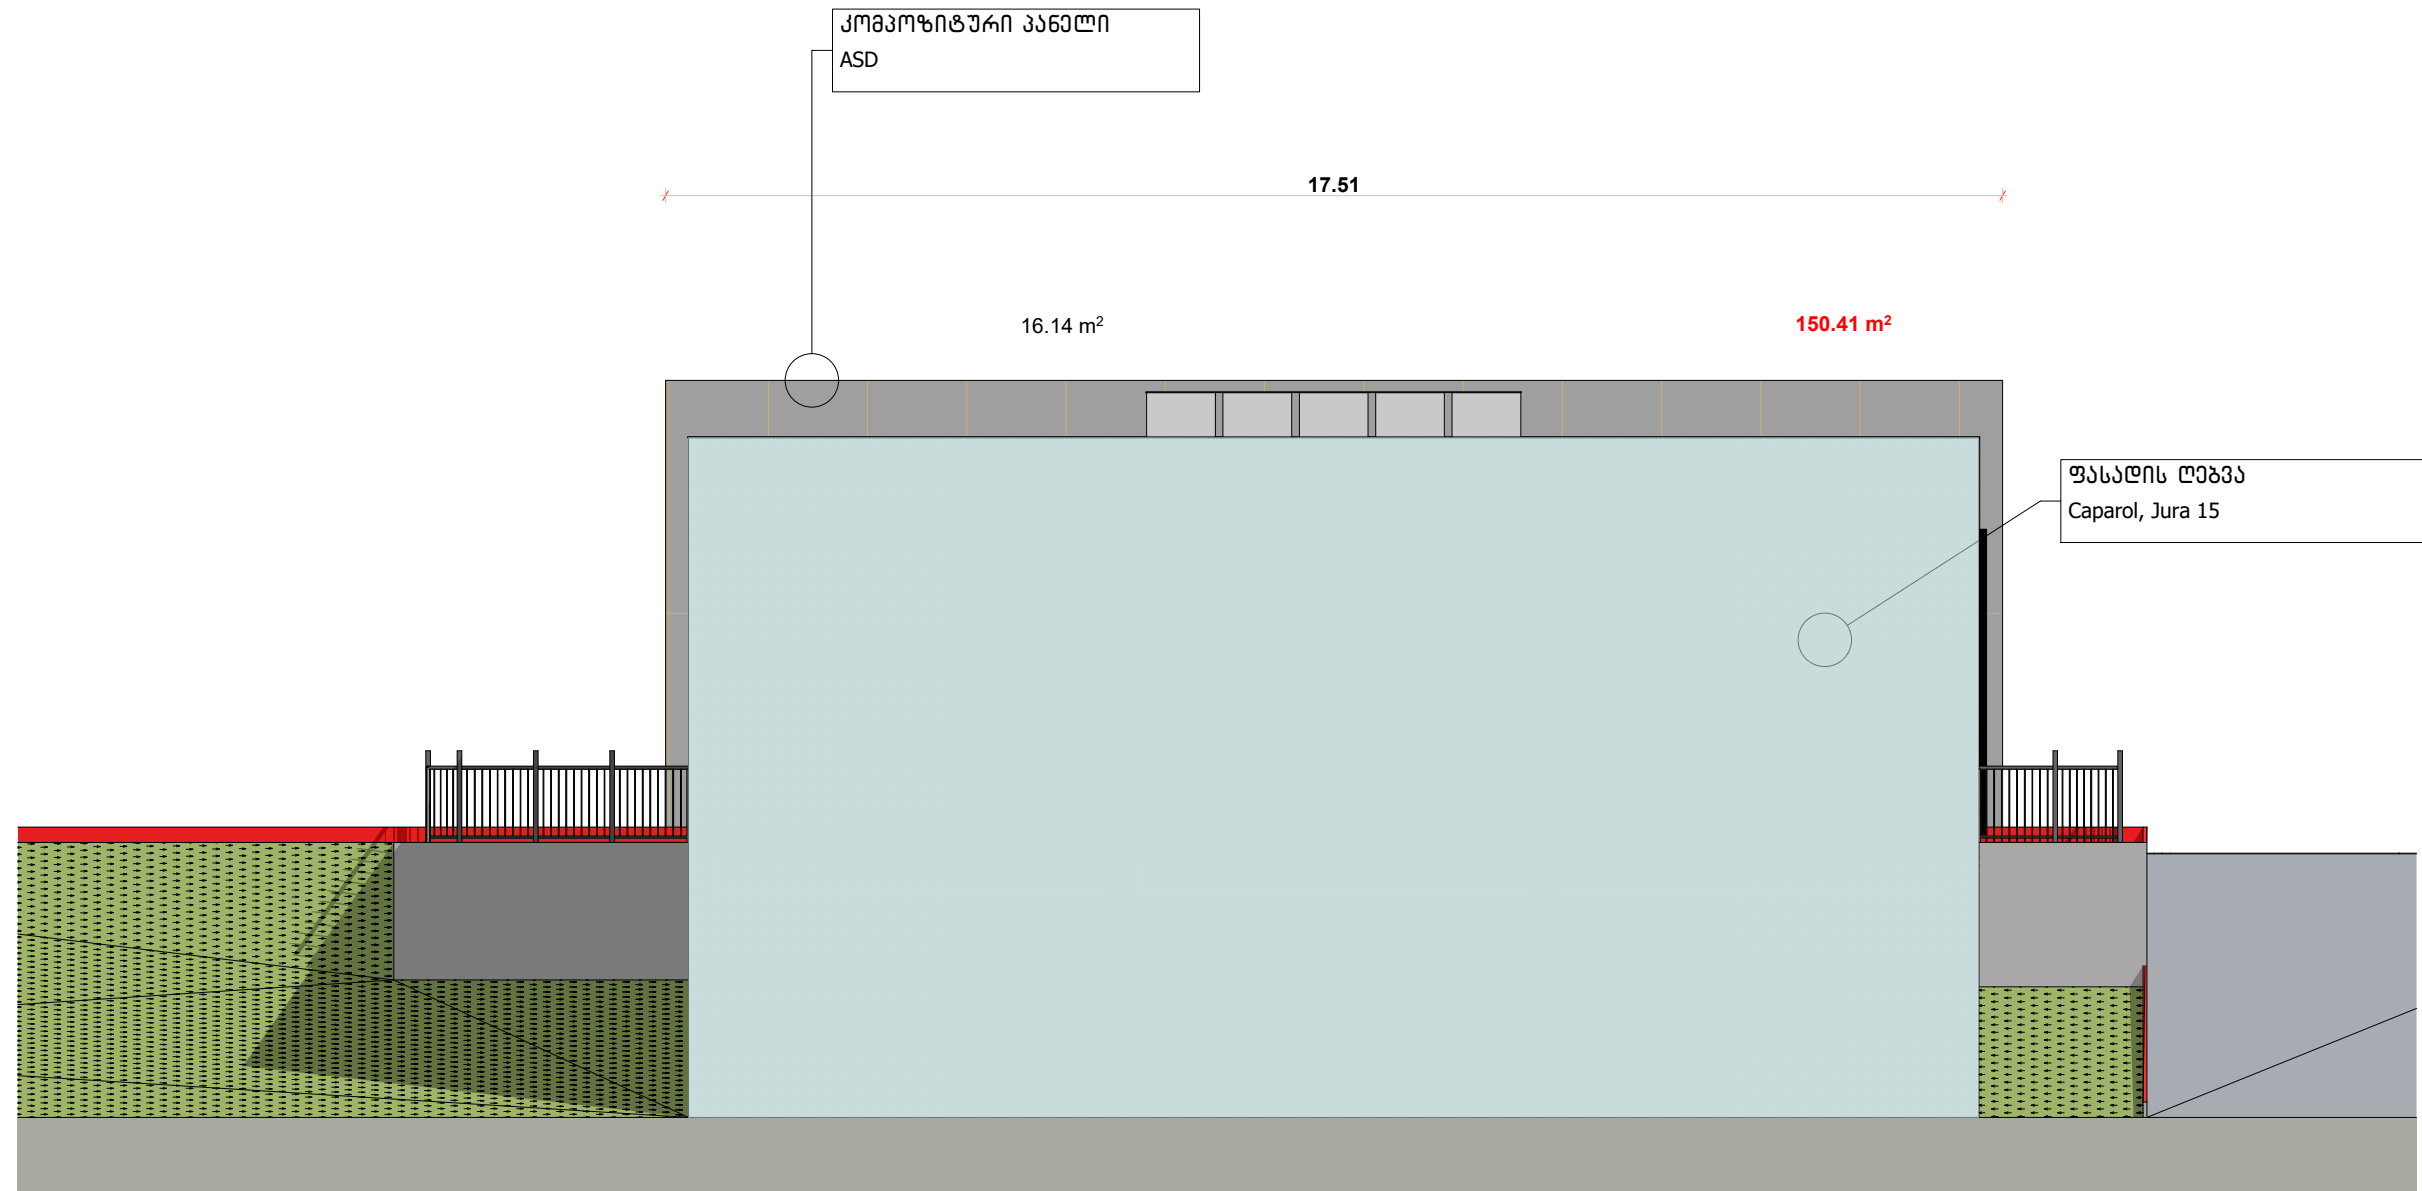 კომპოზიტური პანელი
ASD
17.51
16.14 m²
150.41 m²
ფასადის ღებვა
Caparol, Jura 15